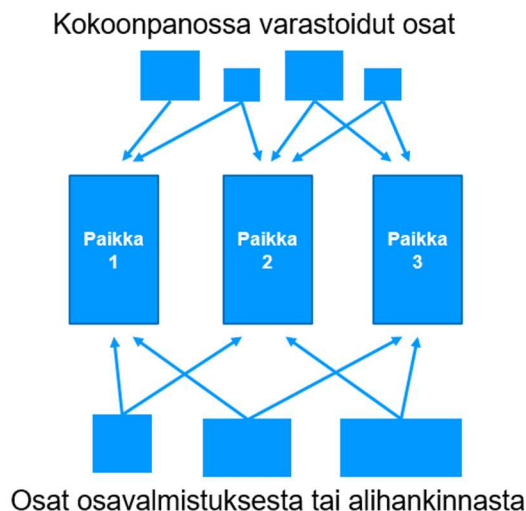 Kokoonpanossa varastoidut osat
Paikka
1
Paikka
2
Paikka
3
Osat osavalmistuksesta tai alihankinnasta